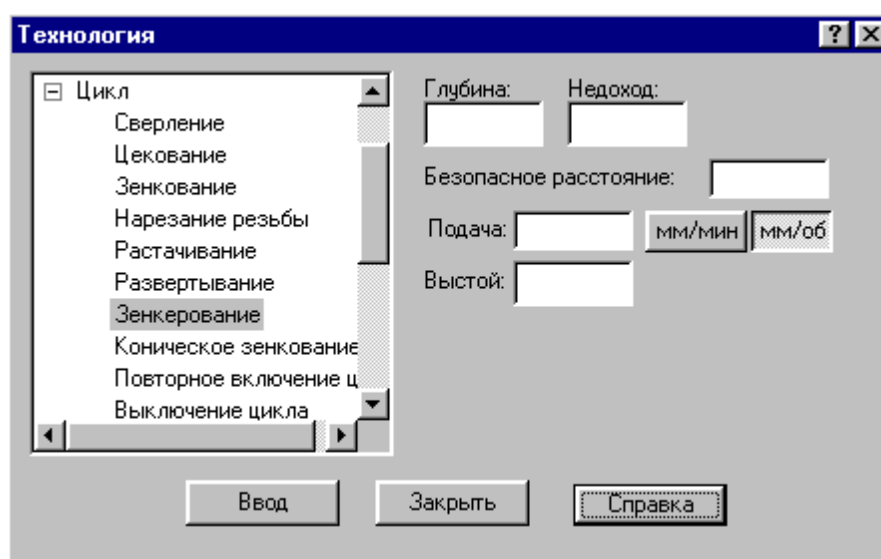 Технология
Цикл
Сверление
Цекование
Зенкование
Нарезание резьбы
Растачивание
Развертывание
Зенкерование
Коническое зенкование
Повторное включение ц
Выключение цикла
Глубина: Недоход:
Безопасное расстояние:
Подача: мм/мин мм/об
Выстой:
Ввод Закрыть Справка